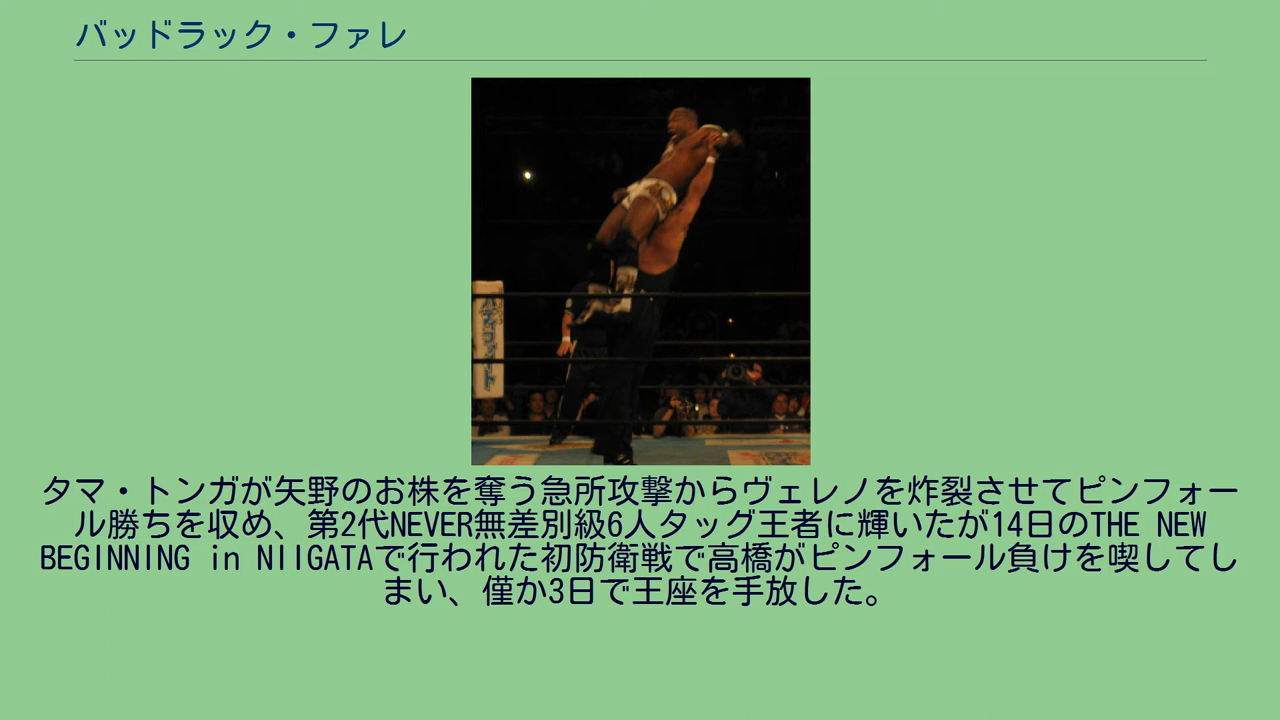 バッドラック・ファレ
タマ・トンガが矢野のお株を奪う急所攻撃からヴェレノを炸裂させてピンフォー
ル勝ちを収め、第2代NEVER無差別級6人タッグ王者に輝いたが14日のTHE NEW
BEGINNING in NIIGATAで行われた初防衛戦で高橋がピンフォール負けを喫してし
まい、僅か3日で王座を手放した。